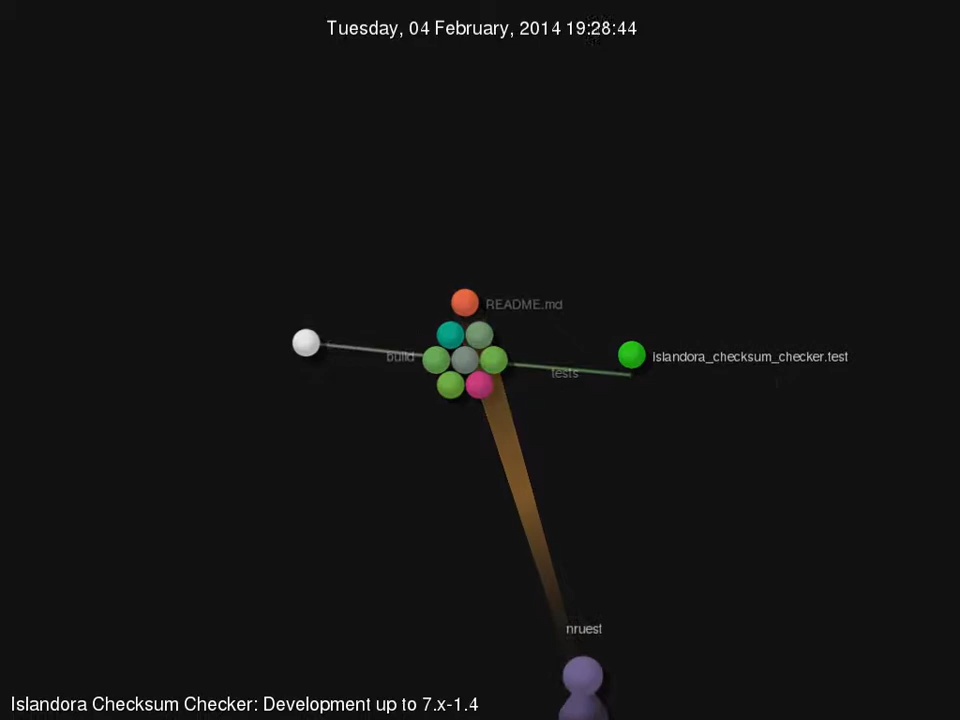 Tuesday, 04 February, 2014 19:28:44
README.md
build
islandora_checksum_checker.test
tests
nruest
Islandora Checksum Checker: Development up to 7.x-1.4